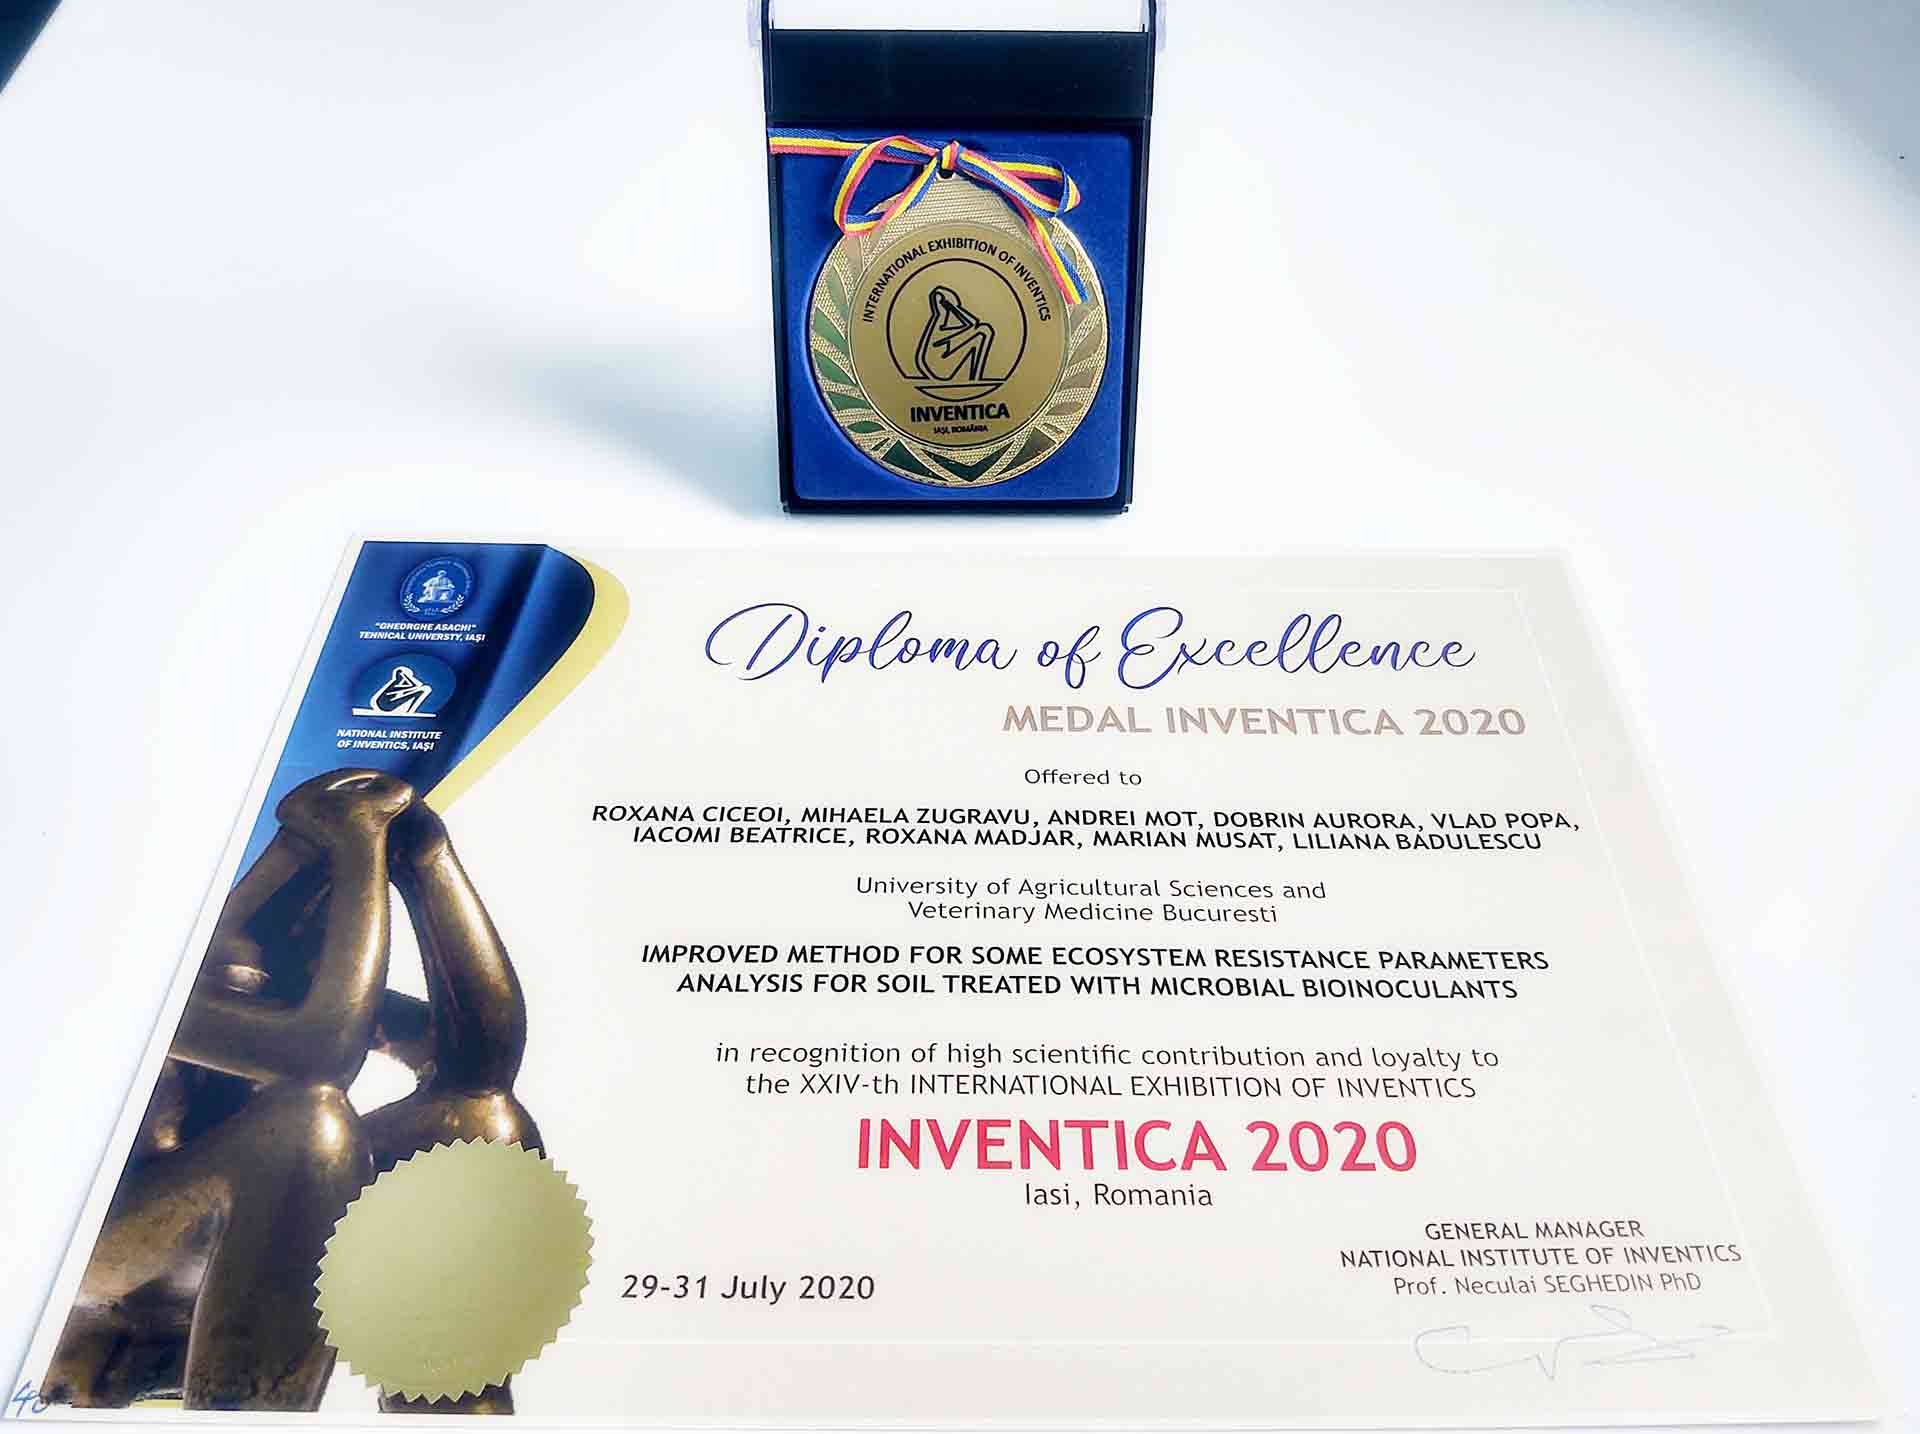 INTERNATIONAL EXHIBITION OF INVENTICS
INVENTICA
IAȘI, ROMÂNIA
"GHEORGHE ASACHI"
TEHNICAL UNIVERSTY, IAȘI
NATIONAL INSTITUTE
OF INVENTICS, IAȘI
Diploma of Excellence
MEDAL INVENTICA 2020
Offered to
ROXANA CICEOI, MIHAELA ZUGRAVU, ANDREI MOT, DOBRIN AURORA, VLAD POPA,
IACOMI BEATRICE, ROXANA MADJAR, MARIAN MUSAT, LILIANA BADULESCU
University of Agricultural Sciences and
Veterinary Medicine Bucuresti
IMPROVED METHOD FOR SOME ECOSYSTEM RESISTANCE PARAMETERS
ANALYSIS FOR SOIL TREATED WITH MICROBIAL BIOINOCULANTS
in recognition of high scientific contribution and loyalty to
the XXIV-th INTERNATIONAL EXHIBITION OF INVENTICS
INVENTICA 2020
Iasi, Romania
29-31 July 2020
GENERAL MANAGER
NATIONAL INSTITUTE OF INVENTICS
Prof. Neculai SEGHEDIN PhD